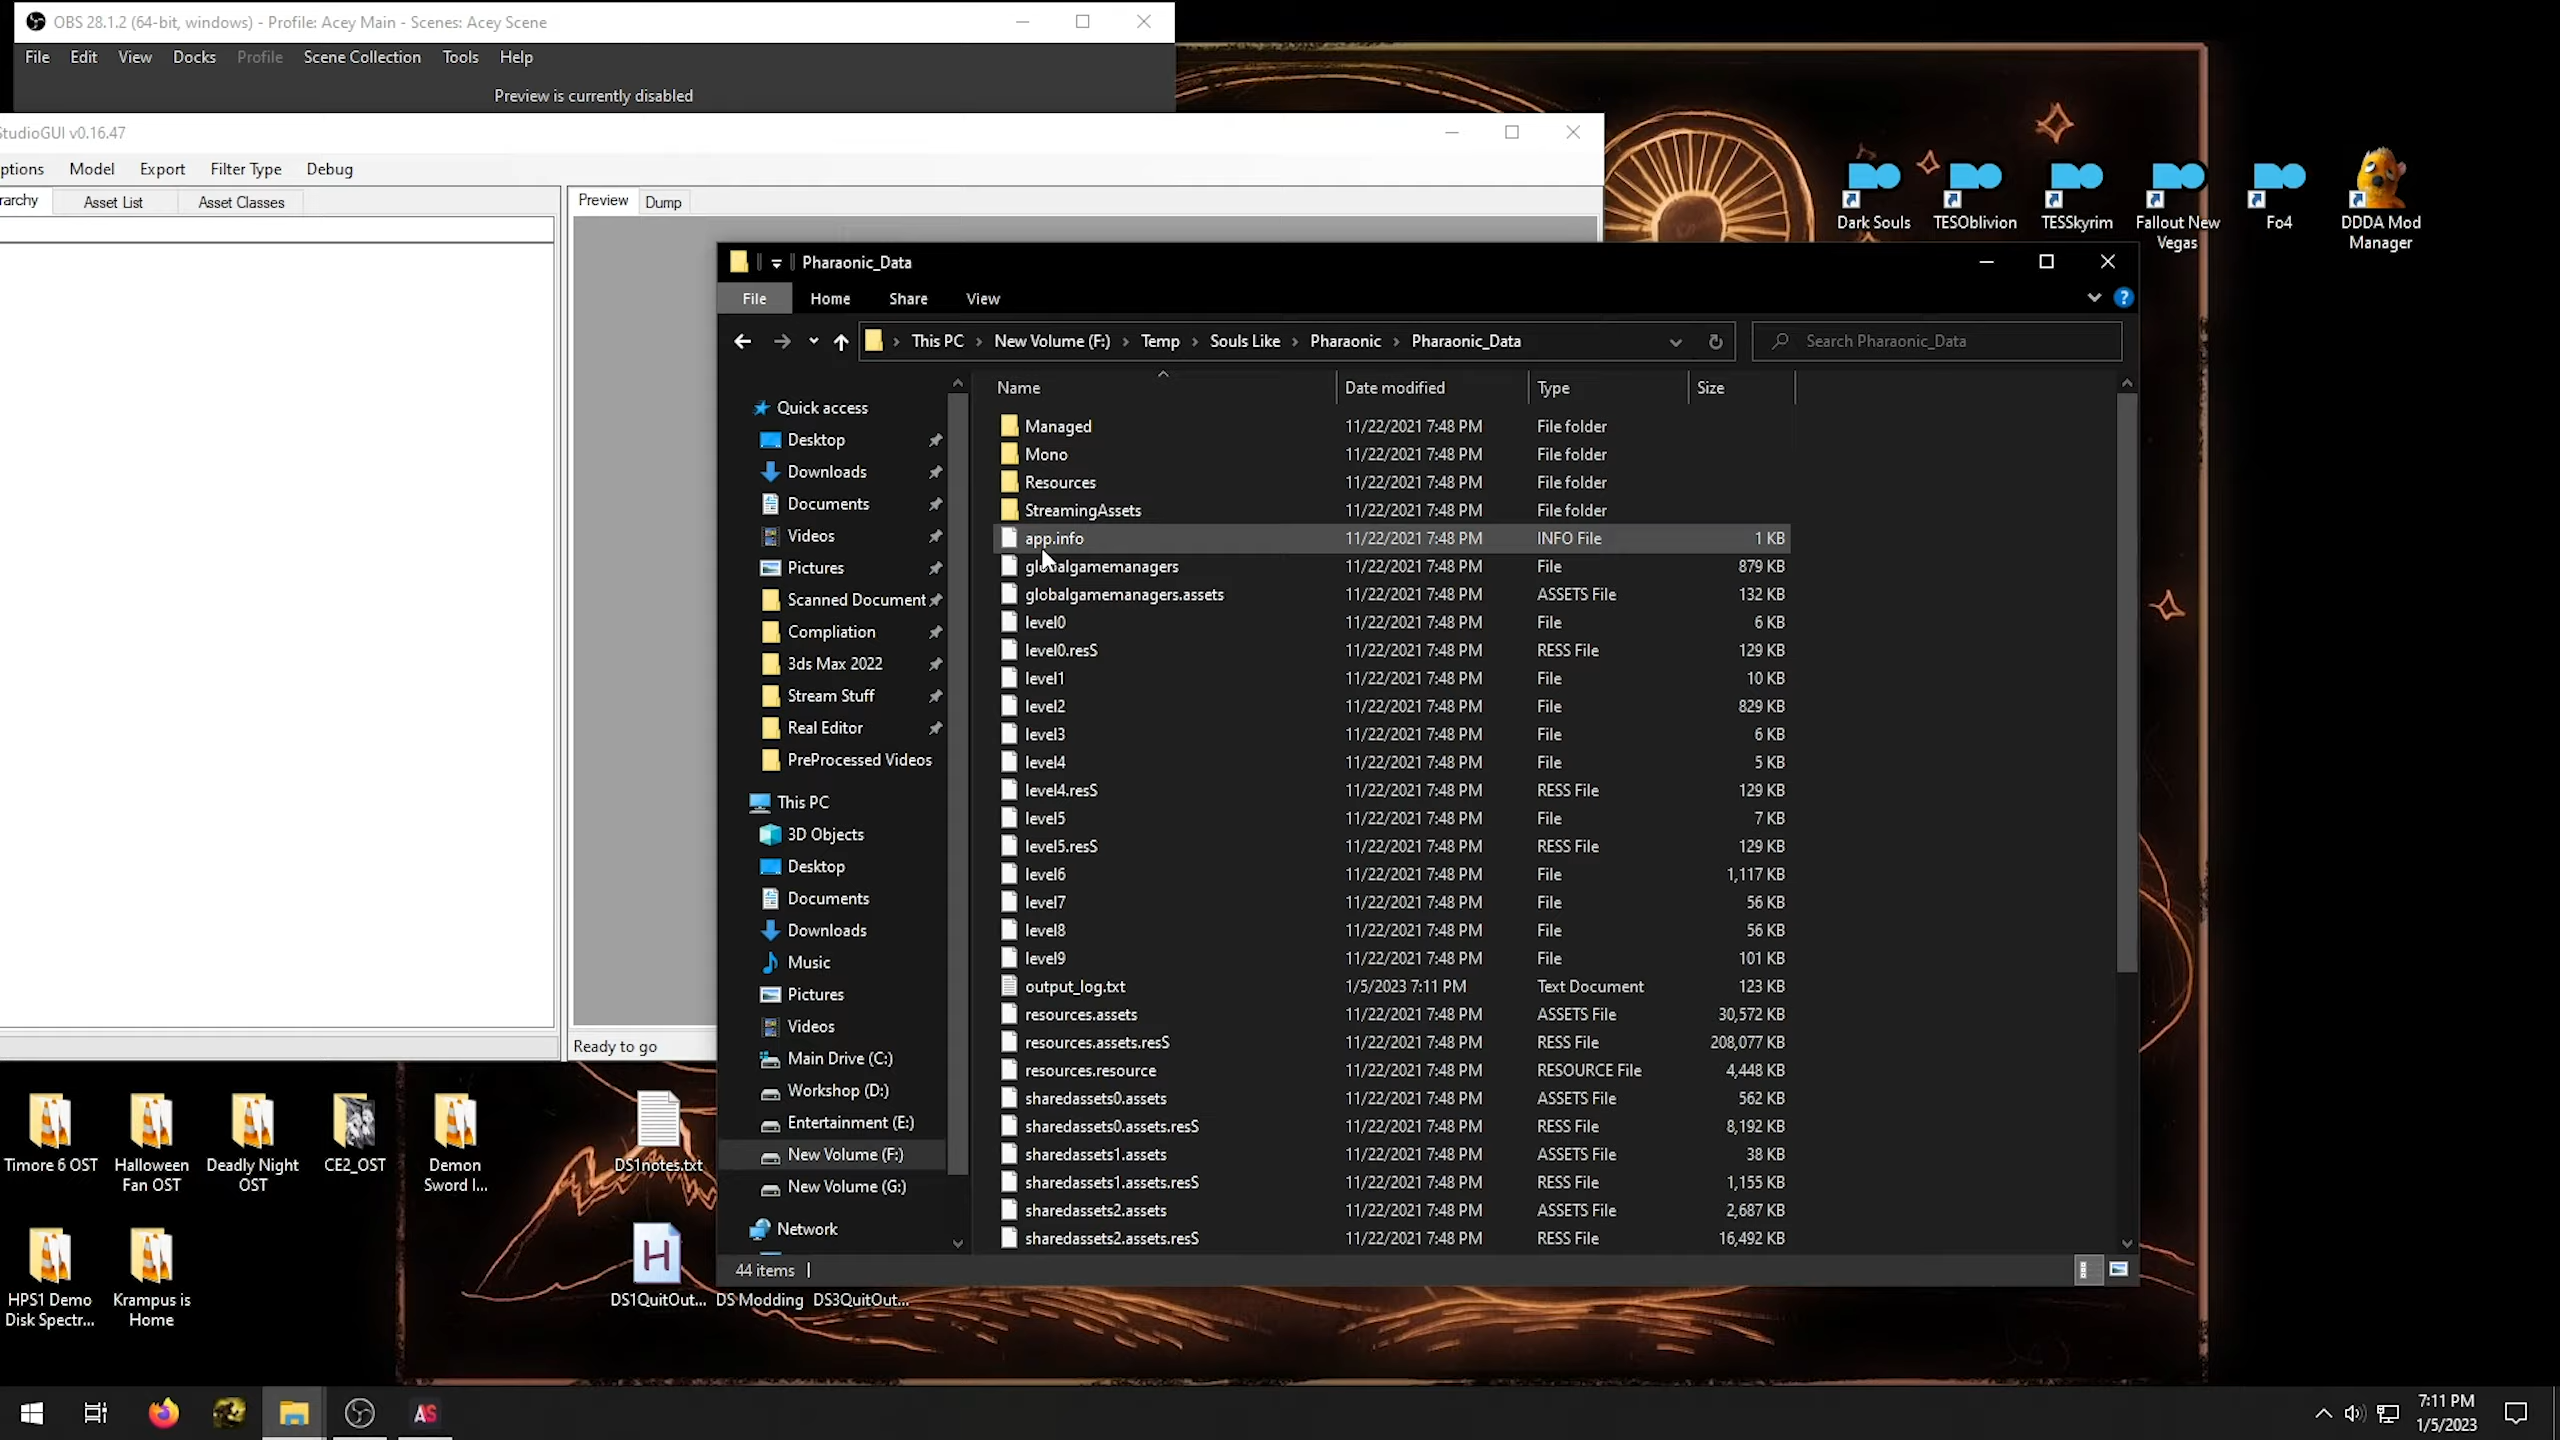 OBS 28.1.2 (64-bit, windows) - Profile: Acey Main - Scenes: Acey Scene
File Edit View Docks Profile Scene Collection Tools Help
Preview is currently disabled
StudioGUI v0.16.47
ptions Model Export Filter Type Debug
rarchy Asset List Asset Classes
Preview Dump
Ready to go
Dark Souls
TESOblivion
TESSkyrim
Fallout New
Vegas
Fo4
DDDA Mod
Manager
Pharaonic_Data
File Home Share View
This PC New Volume (F:) Temp Souls Like Pharaonic Pharaonic_Data
Search Pharaonic_Data
Quick access
Desktop
Downloads
Documents
Videos
Pictures
Scanned Document
Compliation
3ds Max 2022
Stream Stuff
Real Editor
PreProcessed Videos
This PC
3D Objects
Desktop
Documents
Downloads
Music
Pictures
Videos
Main Drive (C:)
Workshop (D:)
Entertainment (E:)
New Volume (F:)
New Volume (G:)
Network
Name Date modified Type Size
Managed 11/22/2021 7:48 PM File folder
Mono 11/22/2021 7:48 PM File folder
Resources 11/22/2021 7:48 PM File folder
StreamingAssets 11/22/2021 7:48 PM File folder
app.info 11/22/2021 7:48 PM INFO File 1 KB
globalgamemanagers 11/22/2021 7:48 PM File 879 KB
globalgamemanagers.assets 11/22/2021 7:48 PM ASSETS File 132 KB
level0 11/22/2021 7:48 PM File 6 KB
level0.resS 11/22/2021 7:48 PM RESS File 129 KB
level1 11/22/2021 7:48 PM File 10 KB
level2 11/22/2021 7:48 PM File 829 KB
level3 11/22/2021 7:48 PM File 6 KB
level4 11/22/2021 7:48 PM File 5 KB
level4.resS 11/22/2021 7:48 PM RESS File 129 KB
level5 11/22/2021 7:48 PM File 7 KB
level5.resS 11/22/2021 7:48 PM RESS File 129 KB
level6 11/22/2021 7:48 PM File 1,117 KB
level7 11/22/2021 7:48 PM File 56 KB
level8 11/22/2021 7:48 PM File 56 KB
level9 11/22/2021 7:48 PM File 101 KB
output_log.txt 1/5/2023 7:11 PM Text Document 123 KB
resources.assets 11/22/2021 7:48 PM ASSETS File 30,572 KB
resources.assets.resS 11/22/2021 7:48 PM RESS File 208,077 KB
resources.resource 11/22/2021 7:48 PM RESOURCE File 4,448 KB
sharedassets0.assets 11/22/2021 7:48 PM ASSETS File 562 KB
sharedassets0.assets.resS 11/22/2021 7:48 PM RESS File 8,192 KB
sharedassets1.assets 11/22/2021 7:48 PM ASSETS File 38 KB
sharedassets1.assets.resS 11/22/2021 7:48 PM RESS File 1,155 KB
sharedassets2.assets 11/22/2021 7:48 PM ASSETS File 2,687 KB
sharedassets2.assets.resS 11/22/2021 7:48 PM RESS File 16,492 KB
44 items
Timore 6 OST
Halloween
Fan OST
Deadly Night
OST
CE2_OST
Demon
Sword I...
DS1notes.txt
HPS1 Demo
Disk Spectr...
Krampus is
Home
H
DS1QuitOut...
DS Modding
DS3QuitOut...
AS
7:11 PM
1/5/2023